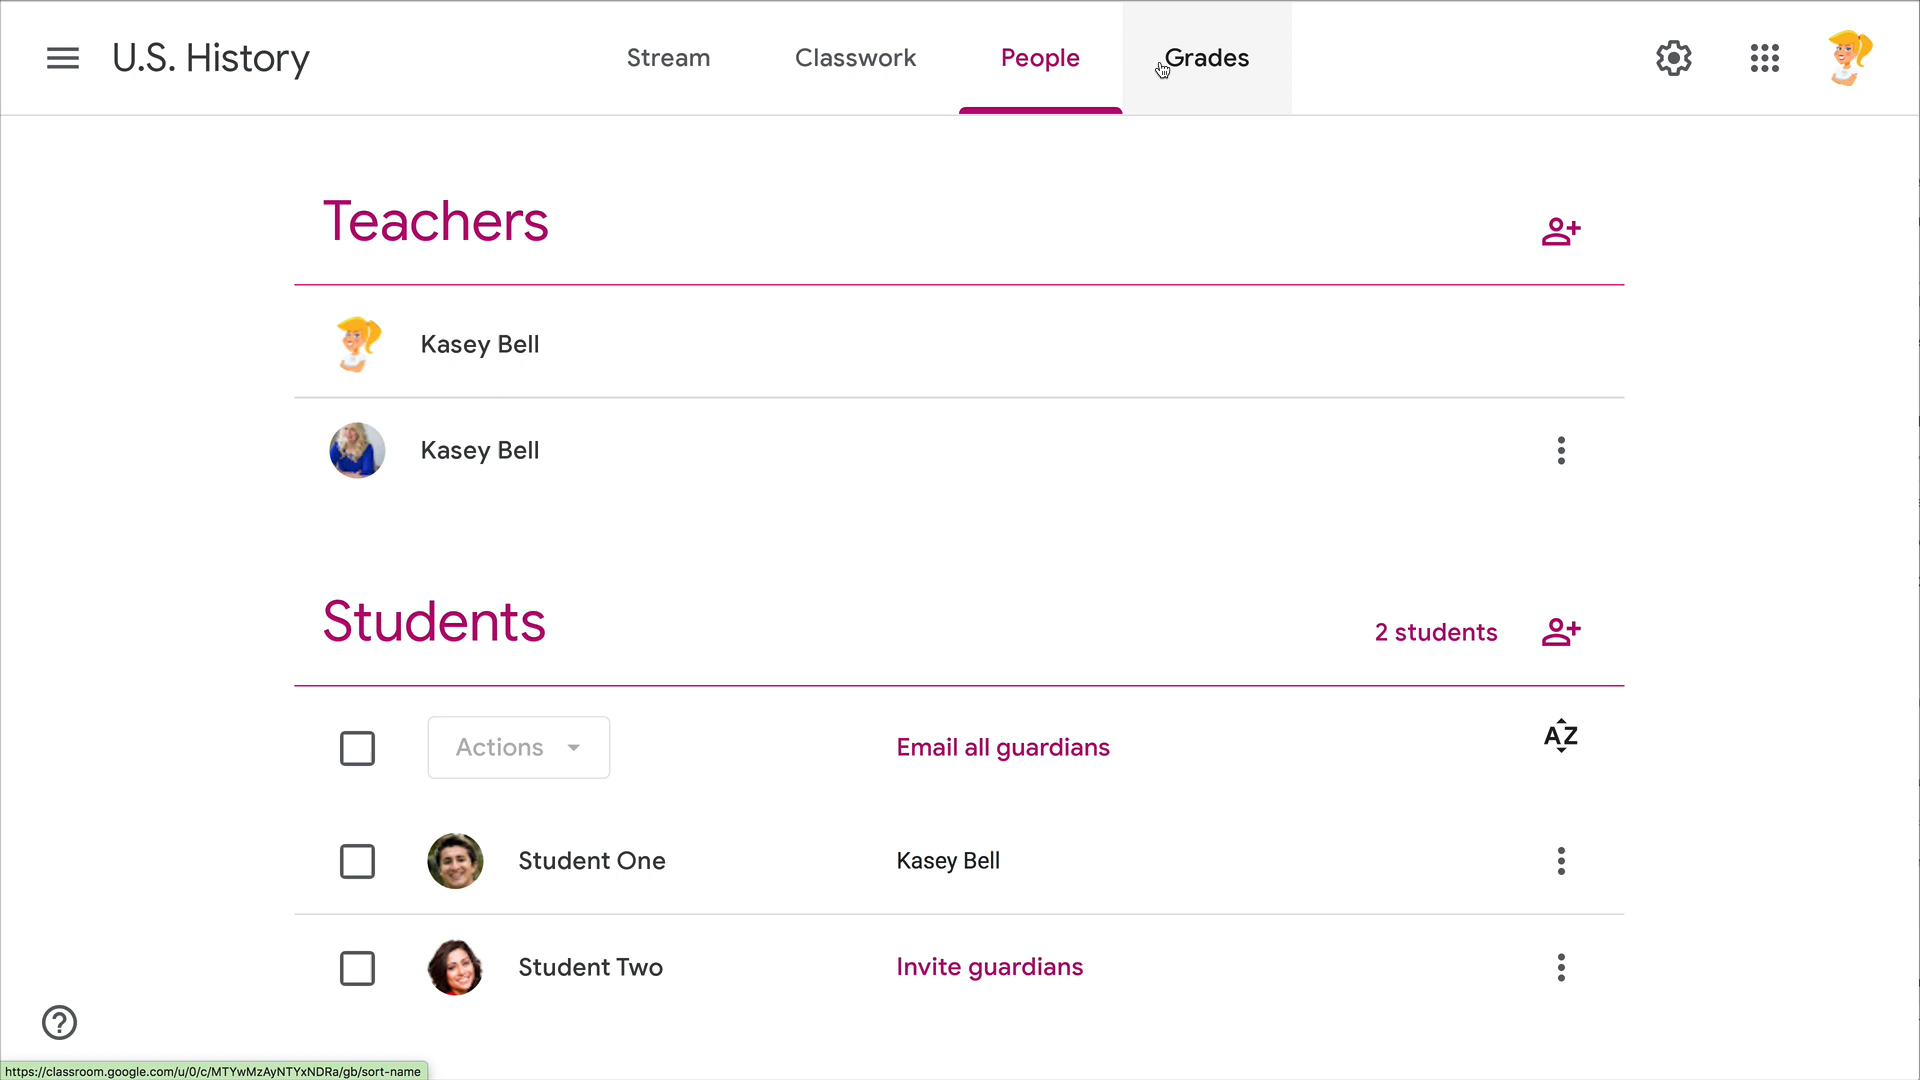 U.S. History
Stream
Classwork
People
Grades
Teachers
Kasey Bell
Kasey Bell
Students
2 students
Actions
Email all guardians
AZ
Student One
Kasey Bell
Student Two
Invite guardians
?
https://classroom.google.com/u/0/c/MTYwMzAyNTYxNDRa/gb/sort-name